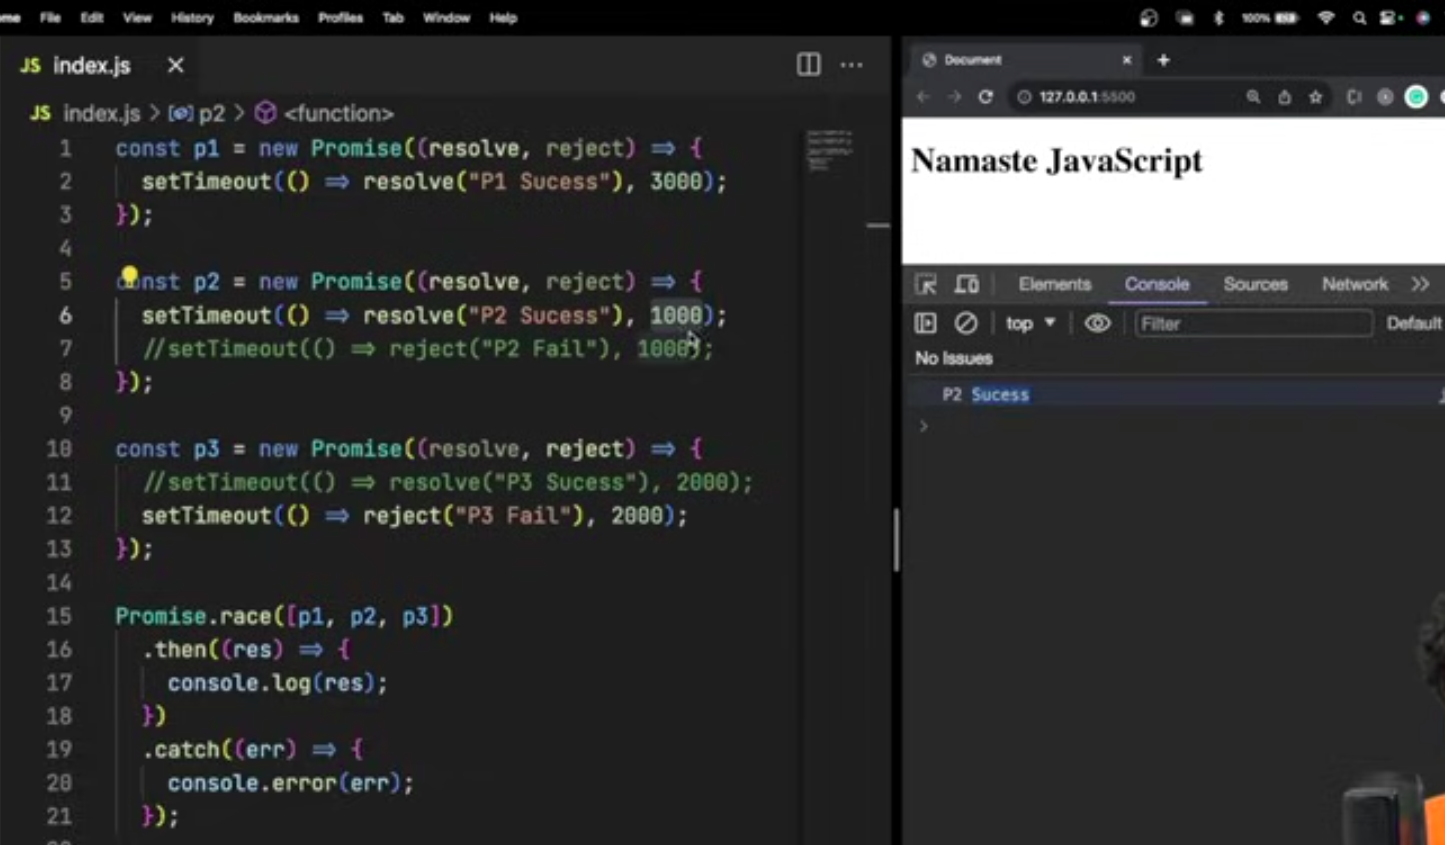 ome File Edit View History Bookmarks Profiles Tab Window Help 100%
JS index.js
JS index.js > p2 > <function>
1 const p1 = new Promise((resolve, reject) ⇒ {
2 setTimeout(() ⇒ resolve("P1 Sucess"), 3000);
3 });
4
5 const p2 = new Promise((resolve, reject) ⇒ {
6 setTimeout(() ⇒ resolve("P2 Sucess"), 1000);
7 //setTimeout(() ⇒ reject("P2 Fail"), 1000);
8 });
9
10 const p3 = new Promise((resolve, reject) ⇒ {
11 //setTimeout(() ⇒ resolve("P3 Sucess"), 2000);
12 setTimeout(() ⇒ reject("P3 Fail"), 2000);
13 });
14
15 Promise.race([p1, p2, p3])
16 .then((res) ⇒ {
17 console.log(res);
18 })
19 .catch((err) ⇒ {
20 console.error(err);
21 });
Document
127.0.0.1:5500
Namaste JavaScript
Elements Console Sources Network
top Filter Default
No Issues
P2 Sucess